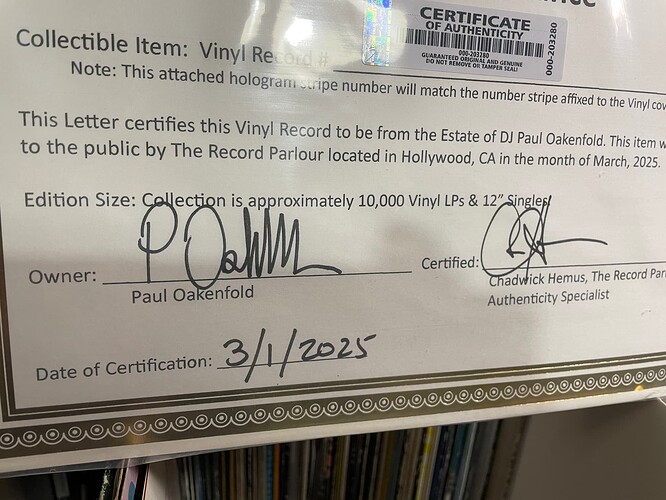 CERTIFICATE
OF AUTHENTICITY
000-203280
GUARANTEED ORIGINAL AND GENUINE
DO NOT REMOVE OR TAMPER SEAL!
000-203280
Collectible Item: Vinyl Record #
Note: This attached hologram stripe number will match the number stripe affixed to the Vinyl cov
This Letter certifies this Vinyl Record to be from the Estate of DJ Paul Oakenfold. This item w
to the public by The Record Parlour located in Hollywood, CA in the month of March, 2025.
Edition Size: Collection is approximately 10,000 Vinyl LPs & 12" Singles
Owner:
Certified:
Paul Oakenfold
Chadwick Hemus, The Record Par
Authenticity Specialist
Date of Certification: 3/1/2025